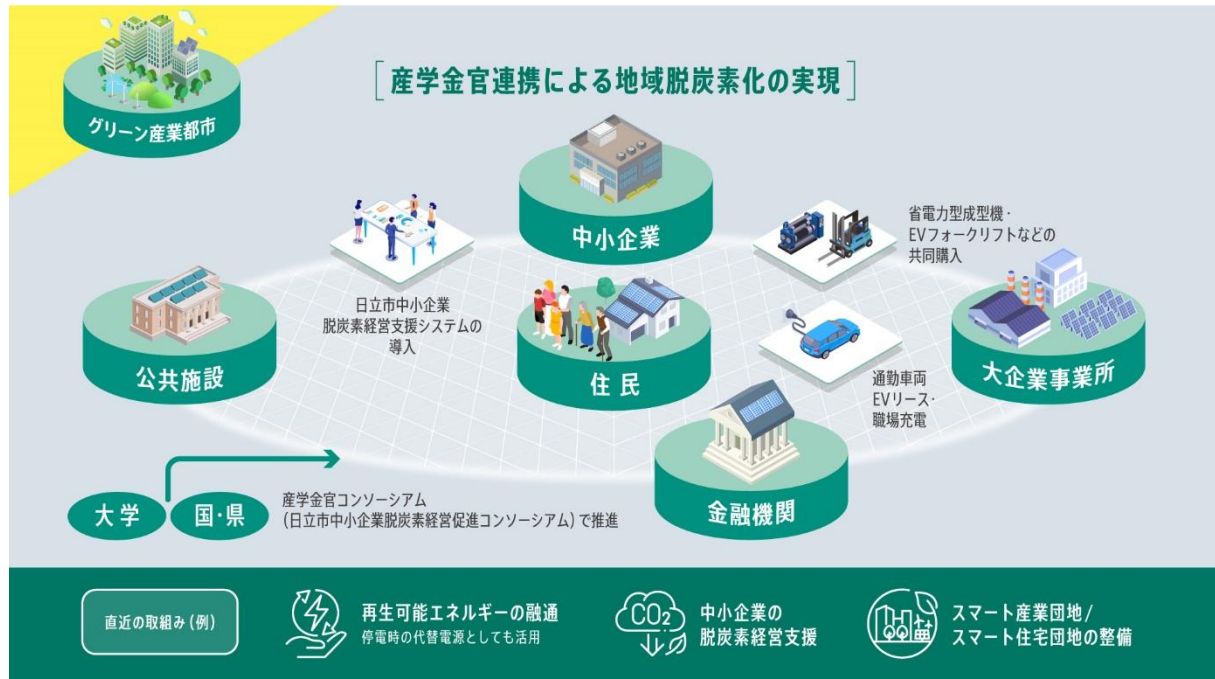 グリーン産業都市
[産学金官連携による地域脱炭素化の実現]
中小企業
日立市中小企業
脱炭素経営支援システムの
導入
省電力型成型機・
EVフォークリフトなどの
共同購入
公共施設
住民
大企業事業所
通勤車両
EVリース・
職場充電
金融機関
大学
国・県
産学金官コンソーシアム
(日立市中小企業脱炭素経営促進コンソーシアム)で推進
直近の取組み(例)
再生可能エネルギーの融通
停電時の代替電源としても活用
CO2
中小企業の
脱炭素経営支援
スマート産業団地/
スマート住宅団地の整備